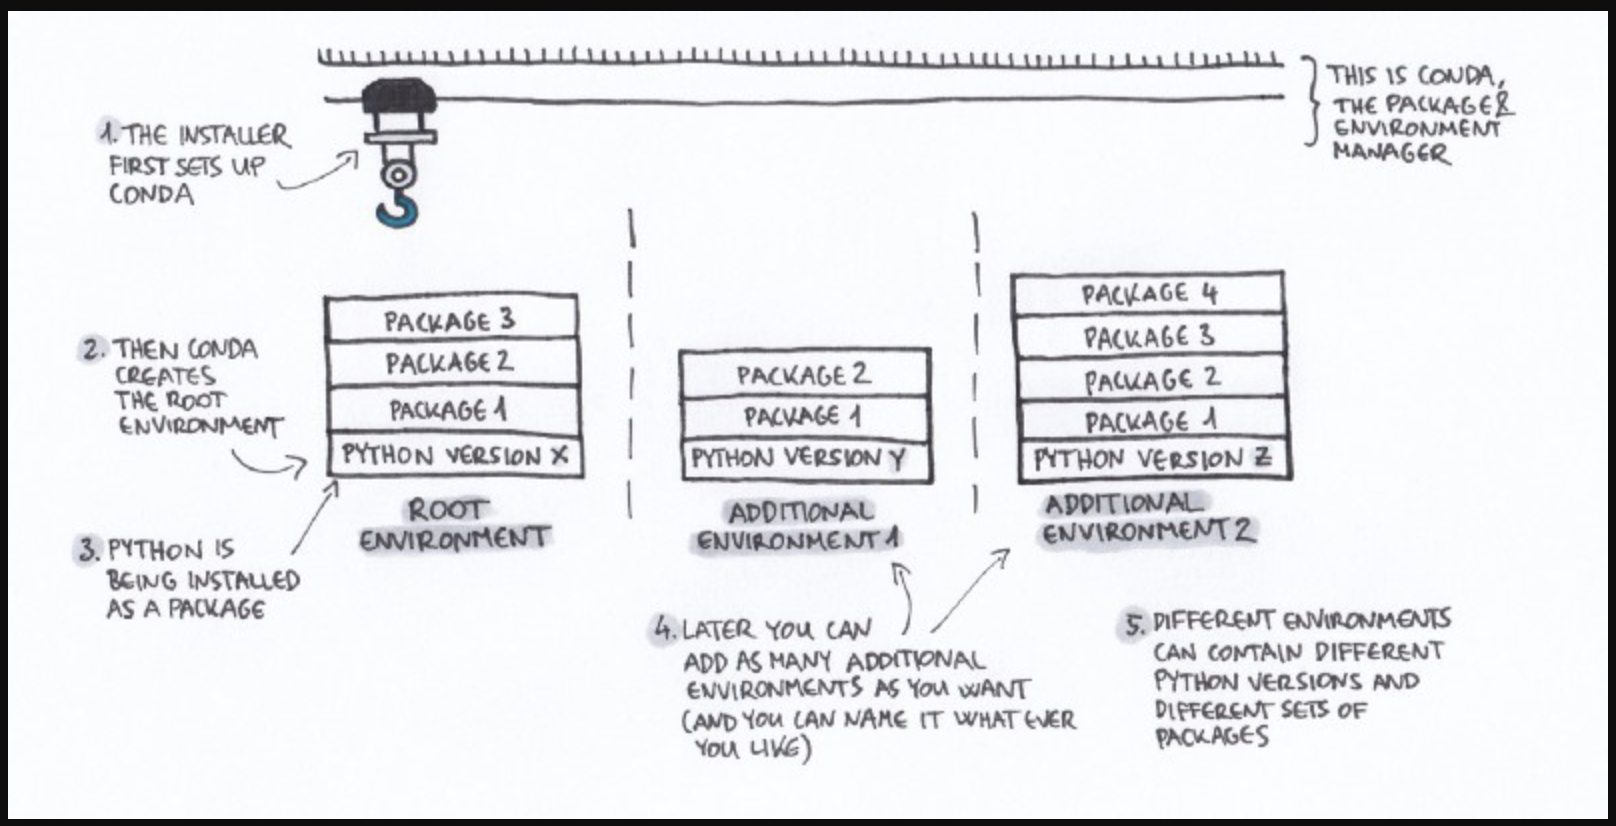 THIS IS CONDA,
THE PACKAGE &
ENVIRONMENT
MANAGER
1. THE INSTALLER
FIRST SETS UP
CONDA
2. THEN CONDA
CREATES
THE ROOT
ENVIRONMENT
PACKAGE 3
PACKAGE 2
PACKAGE 1
PYTHON VERSION X
ROOT
ENVIRONMENT
3. PYTHON IS
BEING INSTALLED
AS A PACKAGE
PACKAGE 2
PACKAGE 1
PYTHON VERSION Y
ADDITIONAL
ENVIRONMENT 1
PACKAGE 4
PACKAGE 3
PACKAGE 2
PACKAGE 1
PYTHON VERSION Z
ADDITIONAL
ENVIRONMENT 2
4. LATER YOU CAN
ADD AS MANY ADDITIONAL
ENVIRONMENTS AS YOU WANT
(AND YOU CAN NAME IT WHAT EVER
YOU LIKE)
5. DIFFERENT ENVIRONMENTS
CAN CONTAIN DIFFERENT
PYTHON VERSIONS AND
DIFFERENT SETS OF
PACKAGES